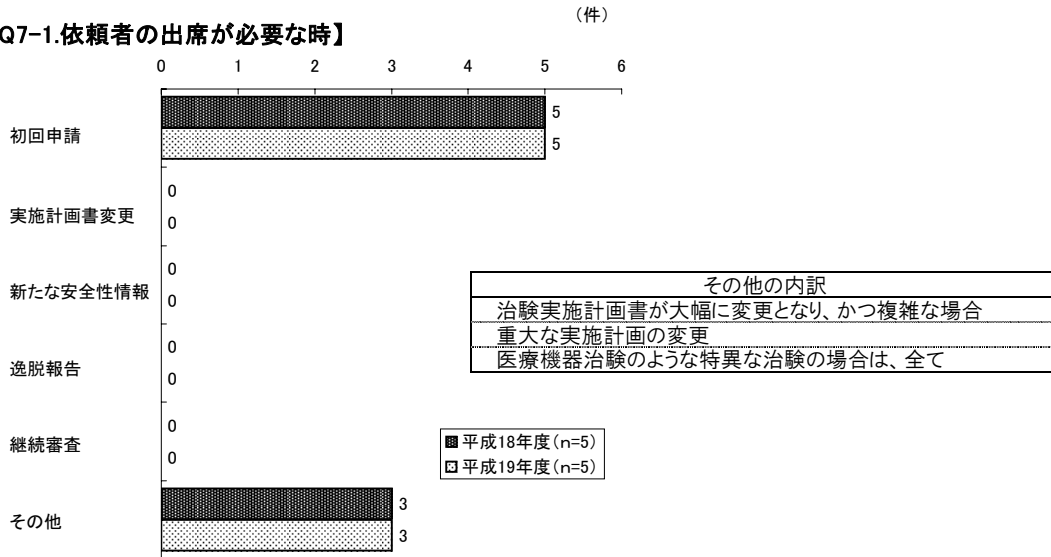 （件）
Q7-1.依頼者の出席が必要な時】
0 1 2 3 4 5 6
初回申請
5
5
実施計画書変更
0
0
新たな安全性情報
0
0
逸脱報告
0
0
継続審査
0
0
その他
3
3
その他の内訳
治験実施計画書が大幅に変更となり、かつ複雑な場合
重大な実施計画の変更
医療機器治験のような特異な治験の場合は、全て
平成18年度(n=5)
平成19年度(n=5)